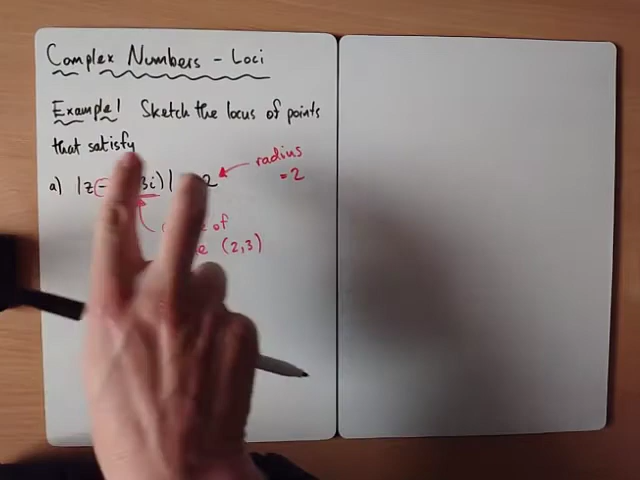 Complex Numbers - Loci
Example! Sketch the locus of points
that satisfy
a) |z - 3i)| 2
radius
= 2
of
(2,3)